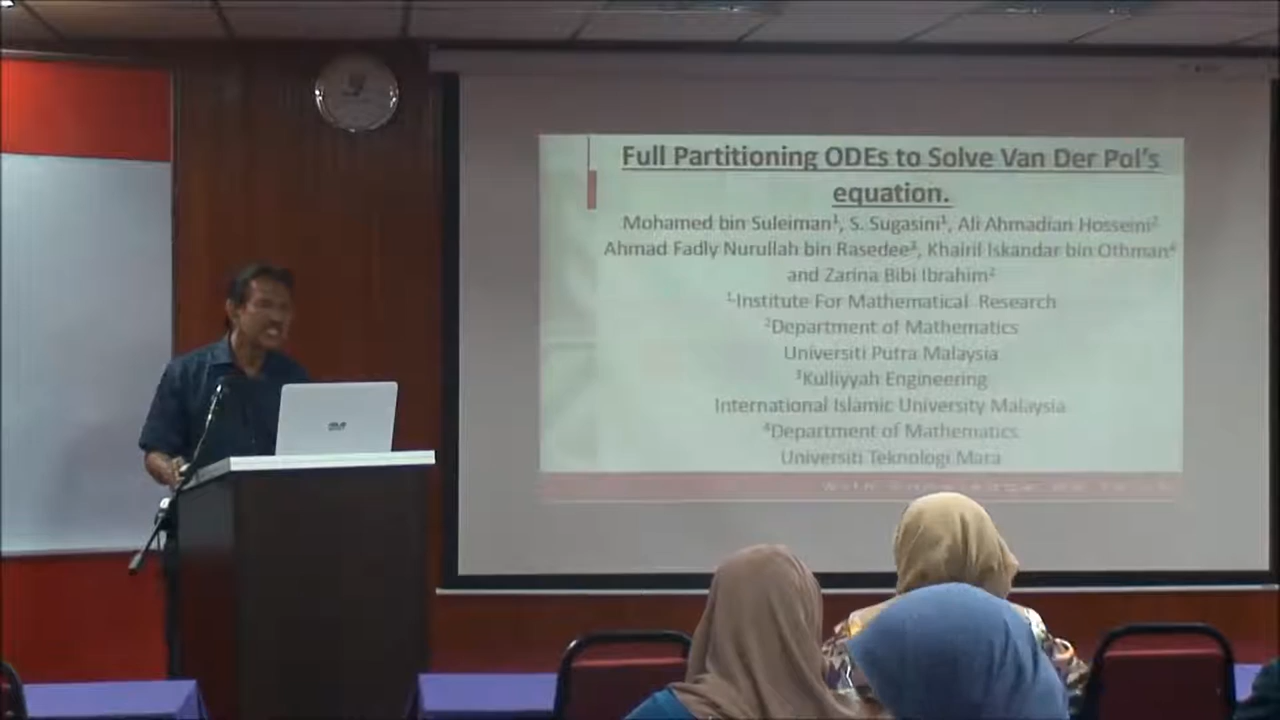 Full Partitioning ODEs to Solve Van Der Pol's
equation.
Mohamed bin Suleiman¹, S. Sugasini¹, Ali Ahmadian Hosseini²
Ahmad Fadly Nurullah bin Rasedee³, Khairil Iskandar bin Othman⁴
and Zarina Bibi Ibrahim²
¹Institute For Mathematical Research
²Department of Mathematics
Universiti Putra Malaysia
³Kulliyyah Engineering
International Islamic University Malaysia
⁴Department of Mathematics
Universiti Teknologi Mara